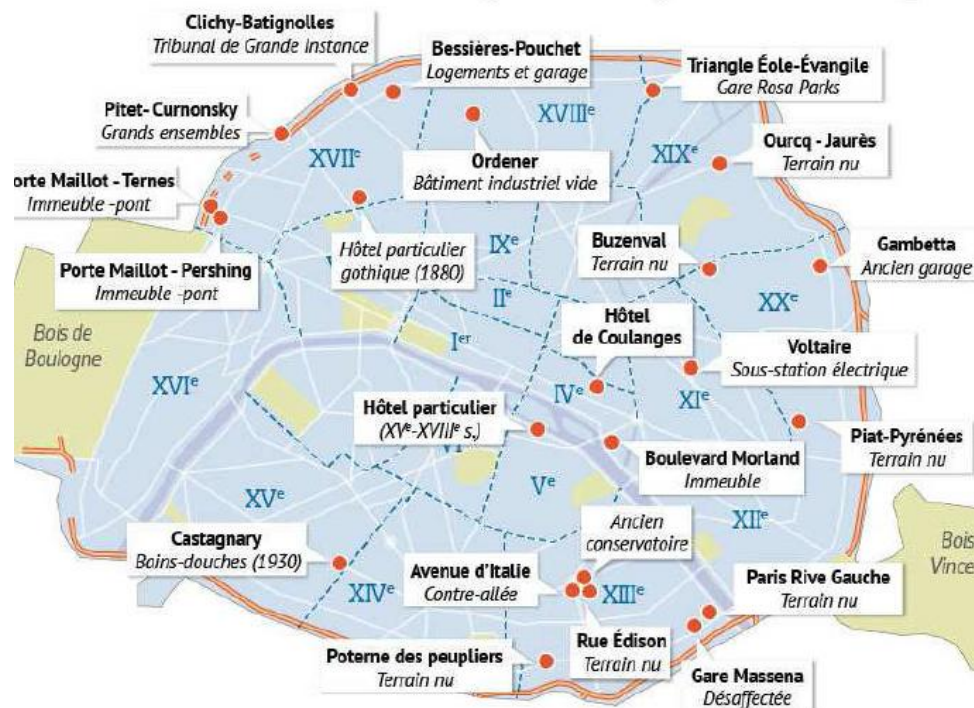 Clichy-Batignolles
Tribunal de Grande Instance
Bessières-Pouchet
Logements et garage
Triangle Éole-Évangile
Gare Rosa Parks
Pitet-Curnonsky
Grands ensembles
XVIIIe
XVIIe
XIXe
Ourcq - Jaurès
Terrain nu
Ordener
Bâtiment industriel vide
orte Maillot - Ternes
Immeuble -pont
Hôtel particulier
gothique (1880)
IXe
Buzenval
Terrain nu
Gambetta
Ancien garage
Porte Maillot - Pershing
Immeuble -pont
IIe
XXe
Bois de
Boulogne
Ier
Hôtel
de Coulanges
Voltaire
Sous-station électrique
XVIe
IVe
XIe
Hôtel particulier
(XVe-XVIIIe s,)
Piat-Pyrénées
Terrain nu
Boulevard Morland
Immeuble
XVe
Ve
XIIe
Ancien
conservatoire
Bois
Vince
Castagnary
Bains-douches (1930)
Avenue d'Italie
Contre-allée
XIVe
XIIIe
Paris Rive Gauche
Terrain nu
Rue Édison
Terrain nu
Poterne des peupliers
Terrain nu
Gare Massena
Désaffectée